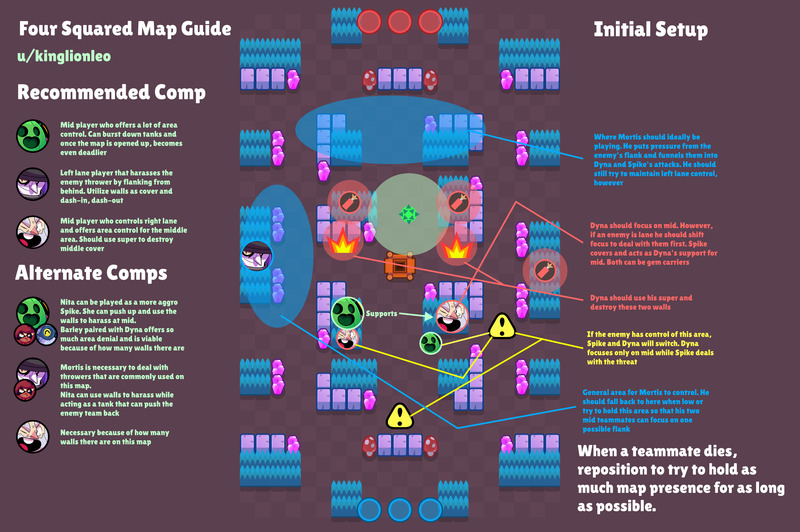 Four Squared Map Guide
u/kinglionleo
Recommended Comp
Mid player who offers a lot of area
control. Can burst down tanks and
once the map is opened up, becomes
even deadlier
Left lane player that harasses the
enemy thrower by flanking from
behind. Utilize walls as cover and
dash-in, dash-out
Mid player who controls right lane
and offers area control for the middle
area. Should use super to destroy
middle cover
Alternate Comps
Nita can be played as a more aggro
Spike. She can push up and use the
walls to harass at mid.
Barley paired with Dyna offers so
much area denial and is viable
because of how many walls there are
Mortis is necessary to deal with
throwers that are commonly used on
this map.
Nita can use walls to harass while
acting as a tank that can push the
enemy team back
Necessary because of how many
walls there are on this map
Supports
Initial Setup
Where Mortis should ideally be
playing. He puts pressure from the
enemy's flank and funnels them into
Dyna and Spike's attacks. He should
still try to maintain left lane control,
however
Dyna should focus on mid. However,
if an enemy is lane he should shift
focus to deal with them first. Spike
covers and acts as Dyna's support for
mid. Both can be gem carriers
Dyna should use his super and
destroy these two walls
If the enemy has control of this area,
Spike and Dyna will switch. Dyna
focuses only on mid while Spike deals
with the threat
General area for Mortis to control. He
should fall back to here when low or
try to hold this area so that his two
mid teammates can focus on one
possible flank
When a teammate dies,
reposition to try to hold as
much map presence for as long
as possible.